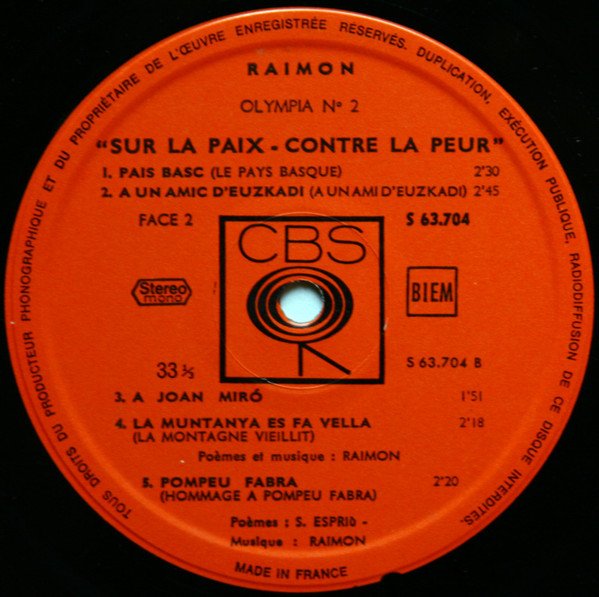 TOUS DROITS DU PRODUCTEUR PHONOGRAPHIQUE ET DU PROPRIÉTAIRE DE L'ŒUVRE ENREGISTRÉE RÉSERVÉS. DUPLICATION, EXÉCUTION PUBLIQUE, RADIODIFFUSION DE CE DISQUE INTERDITES.
RAIMON
OLYMPIA Nº 2
"SUR LA PAIX - CONTRE LA PEUR"
1. PAIS BASC (LE PAYS BASQUE) 2'30
2. A UN AMIC D'EUZKADI (A UN AMI D'EUZKADI) 2'45
FACE 2 S 63.704
CBS
Stereo
mono
BIEM
33 ⅓ S 63.704 B
3. A JOAN MIRÓ 1'51
4. LA MUNTANYA ES FA VELLA 2'18
(LA MONTAGNE VIEILLIT)
Poèmes et musique : RAIMON
5. POMPEU FABRA 2'20
(HOMMAGE A POMPEU FABRA)
Poèmes : S. ESPRIÙ -
Musique : RAIMON
MADE IN FRANCE